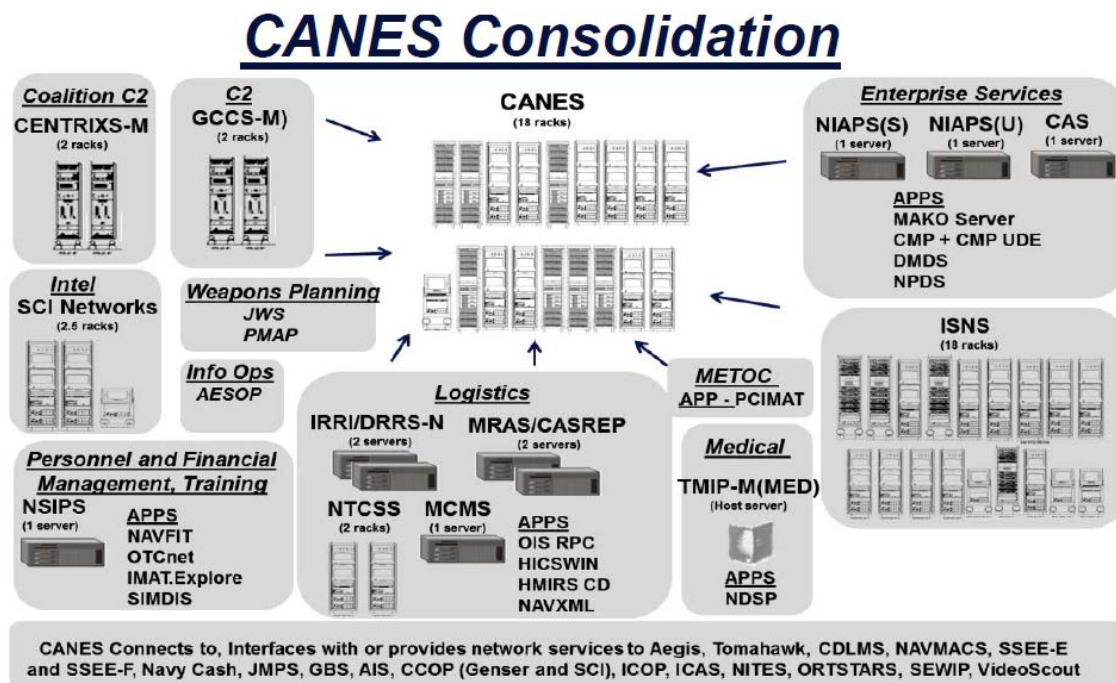 CANES Consolidation
Coalition C2
CENTRIXS-M
(2 racks)
C2
GCCS-M)
(2 racks)
CANES
(18 racks)
Enterprise Services
NIAPS(S)
(1 server)
NIAPS(U)
(1 server)
CAS
(1 server)
APPS
MAKO Server
CMP + CMP UDE
DMDS
NPDS
Intel
SCI Networks
(2.5 racks)
Weapons Planning
JWS
PMAP
Info Ops
AESOP
ISNS
(18 racks)
METOC
APP - PCIMAT
Logistics
IRRI/DRRS-N
(2 servers)
MRAS/CASREP
(2 servers)
NTCSS
(2 racks)
MCMS
(1 server)
APPS
OIS RPC
HICSWIN
HMIRS CD
NAVXML
Medical
TMIP-M(MED)
(Host server)
APPS
NDSP
Personnel and Financial
Management, Training
NSIPS
(1 server)
APPS
NAVFIT
OTCnet
IMAT.Explore
SIMDIS
CANES Connects to, Interfaces with or provides network services to Aegis, Tomahawk, CDLMS, NAVMACS, SSEE-E
and SSEE-F, Navy Cash, JMPS, GBS, AIS, CCOP (Genser and SCI), ICOP, ICAS, NITES, ORTSTARS, SEWIP, VideoScout